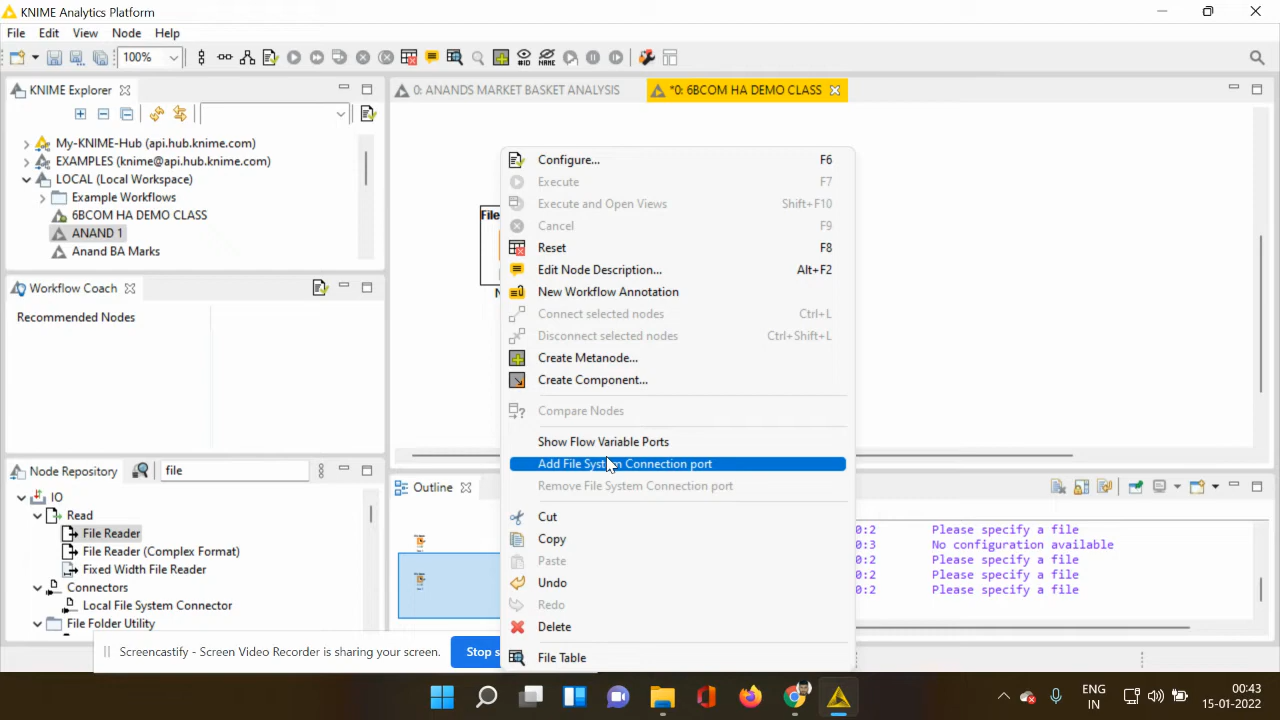 KNIME Analytics Platform
File Edit View Node Help
100%
KNIME Explorer
My-KNIME-Hub (api.hub.knime.com)
EXAMPLES (knime@api.hub.knime.com)
LOCAL (Local Workspace)
Example Workflows
6BCOM HA DEMO CLASS
ANAND 1
Anand BA Marks
Workflow Coach
Recommended Nodes
Node Repository file
IO
Read
File Reader
File Reader (Complex Format)
Fixed Width File Reader
Connectors
Local File System Connector
File Folder Utility
0: ANANDS MARKET BASKET ANALYSIS *0: 6BCOM HA DEMO CLASS
File
N
Configure... F6
Execute F7
Execute and Open Views Shift+F10
Cancel F9
Reset F8
Edit Node Description... Alt+F2
New Workflow Annotation
Connect selected nodes Ctrl+L
Disconnect selected nodes Ctrl+Shift+L
Create Metanode...
Create Component...
Compare Nodes
Show Flow Variable Ports
Add File System Connection port
Remove File System Connection port
Cut
Copy
Paste
Undo
Redo
Delete
File Table
Outline
0:2 Please specify a file
0:3 No configuration available
0:2 Please specify a file
0:2 Please specify a file
0:2 Please specify a file
Screencastify - Screen Video Recorder is sharing your screen. Stop s
ENG
IN
00:43
15-01-2022